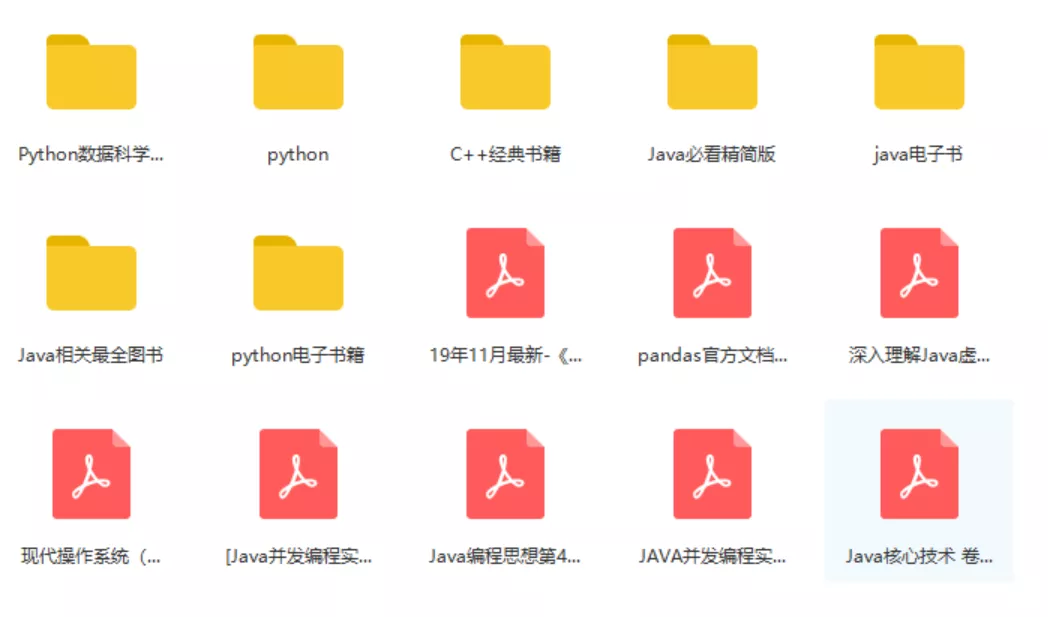 Python数据科学...
python
C++经典书籍
Java必看精简版
java电子书
Java相关最全图书
python电子书籍
19年11月最新-《...
pandas官方文档...
深入理解Java虚...
现代操作系统（...
[Java并发编程实...
Java编程思想第4...
JAVA并发编程实...
Java核心技术 卷...